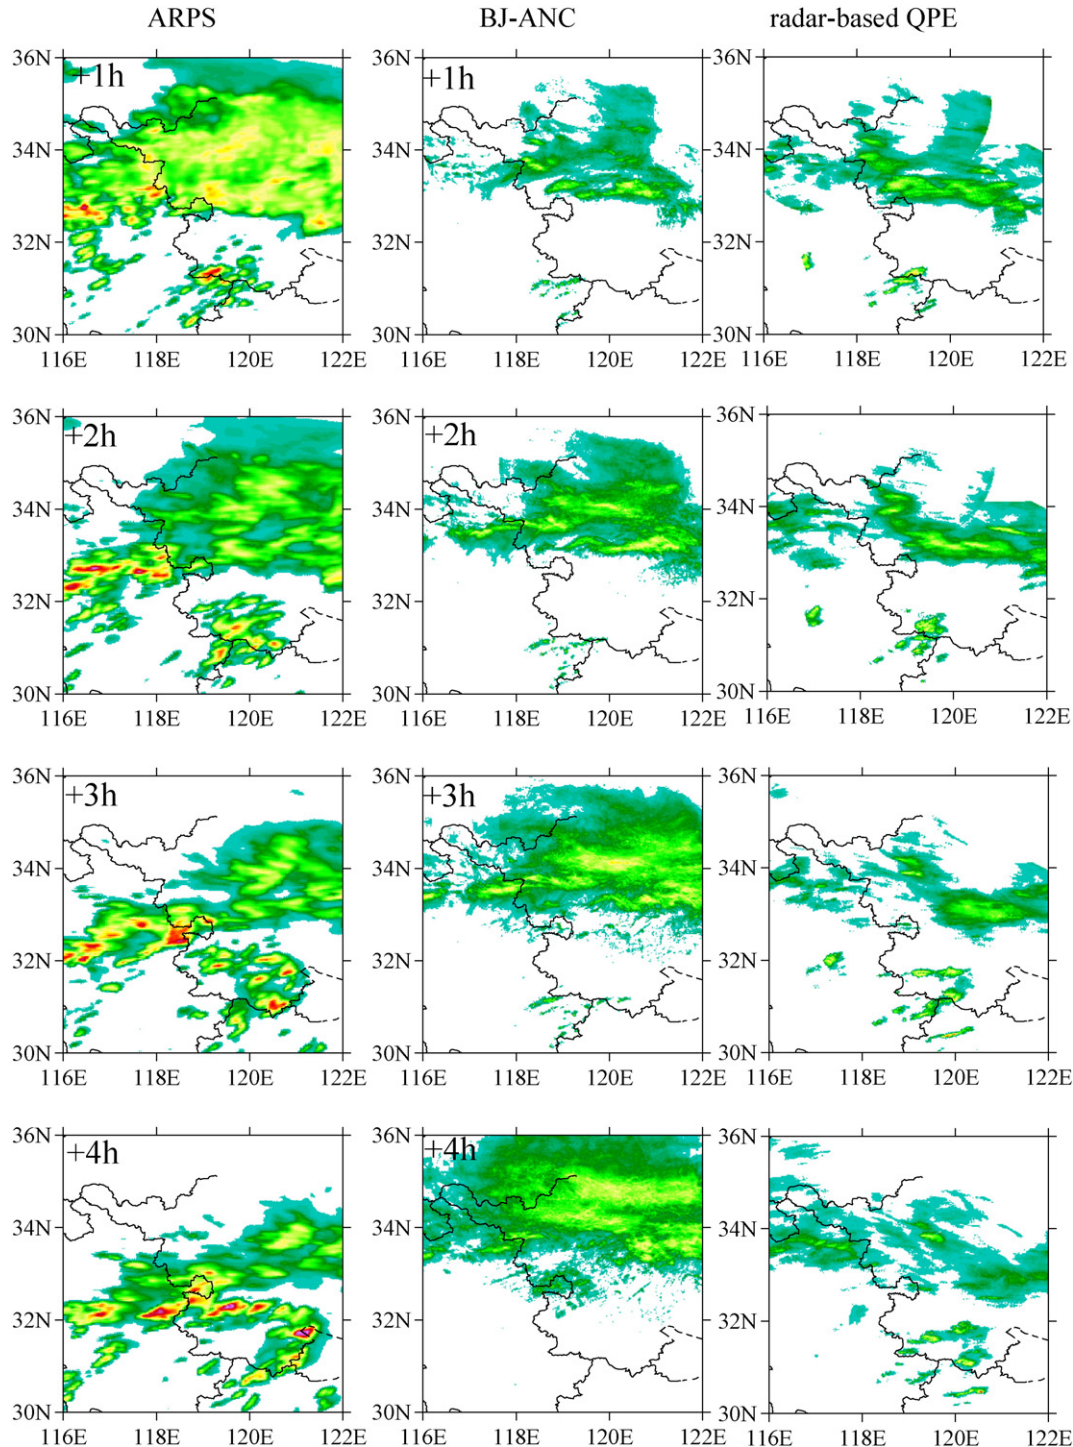 ARPS BJ-ANC radar-based QPE
36N +1h +1h
34N 34N 34N
32N 32N 32N
30N 30N 30N
116E 118E 120E 122E 116E 118E 120E 122E 116E 118E 120E 122E
36N +2h 36N +2h 36N
34N 34N 34N
32N 32N 32N
30N 30N 30N
116E 118E 120E 122E 116E 118E 120E 122E 116E 118E 120E 122E
36N +3h 36N +3h 36N
34N 34N 34N
32N 32N 32N
30N 30N 30N
116E 118E 120E 122E 116E 118E 120E 122E 116E 118E 120E 122E
36N +4h 36N +4h 36N
34N 34N 34N
32N 32N 32N
30N 30N 30N
116E 118E 120E 122E 116E 118E 120E 122E 116E 118E 120E 122E